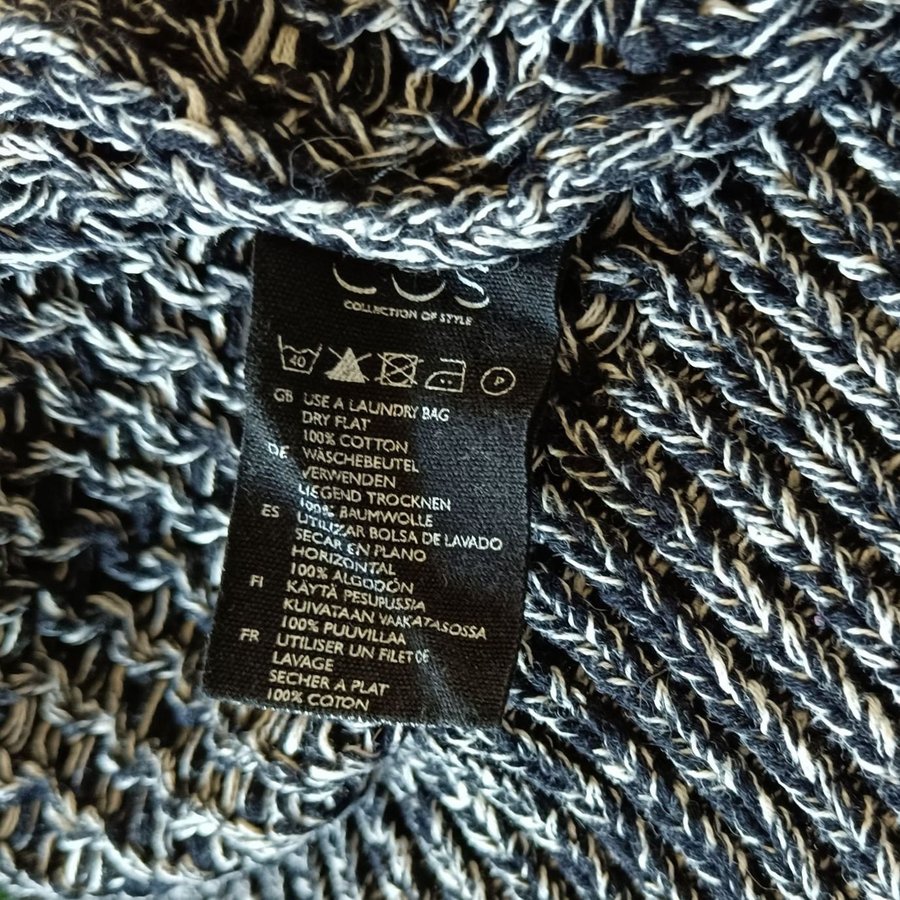 COS
COLLECTION OF STYLE
40 P
GB USE A LAUNDRY BAG
DRY FLAT
100% COTTON
DE WÄSCHEBEUTEL
VERWENDEN
LIEGEND TROCKNEN
100% BAUMWOLLE
ES UTILIZAR BOLSA DE LAVADO
SECAR EN PLANO
HORIZONTAL
100% ALGODÓN
FI KÄYTÄ PESUPUSSIA
KUIVATAAN VAAKATASOSSA
100% PUUVILLAA
FR UTILISER UN FILET DE
LAVAGE
SECHER A PLAT
100% COTON